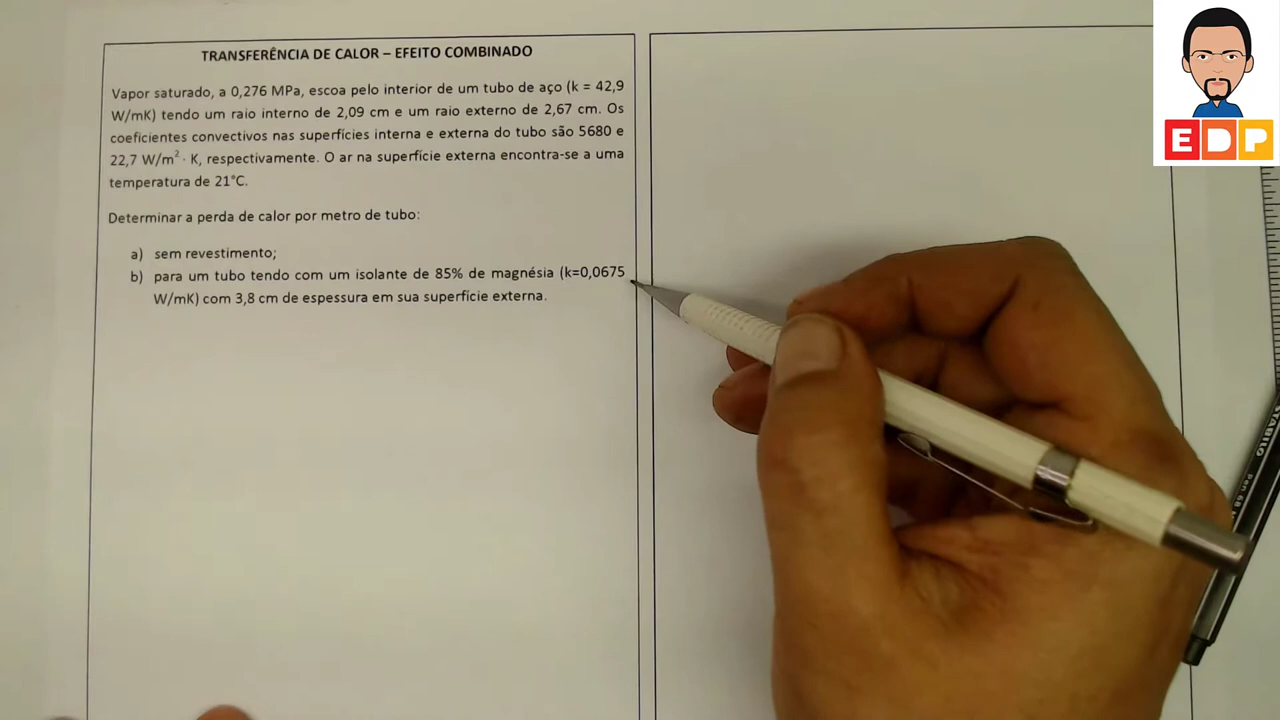 TRANSFERÊNCIA DE CALOR – EFEITO COMBINADO
Vapor saturado, a 0,276 MPa, escoa pelo interior de um tubo de aço (k = 42,9
W/mK) tendo um raio interno de 2,09 cm e um raio externo de 2,67 cm. Os
coeficientes convectivos nas superfícies interna e externa do tubo são 5680 e
22,7 W/m² · K, respectivamente. O ar na superfície externa encontra-se a uma
temperatura de 21°C.
Determinar a perda de calor por metro de tubo:
a) sem revestimento;
b) para um tubo tendo com um isolante de 85% de magnésia (k=0,0675
W/mK) com 3,8 cm de espessura em sua superfície externa.
EDP
STABILO
Pen 68